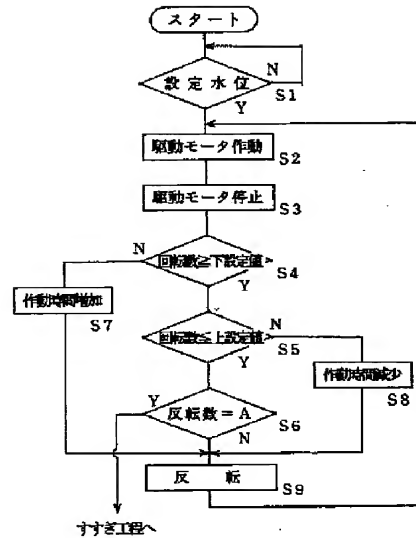 スタート
N
設定水位
S1
Y
駆動モータ作動
S2
駆動モータ停止
S3
N
回転数≧下設定値
S4
Y
作動時間増加
S7
N
回転数≦上設定値
S5
Y
作動時間減少
S8
Y
反転数=A
S6
N
反転
S9
すすぎ工程へ